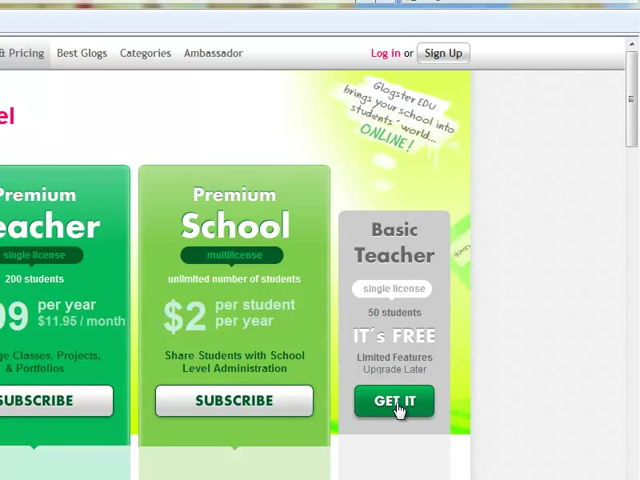 & Pricing Best Glogs Categories Ambassador Log in or Sign Up
el
Glogster EDU
brings your school into
students' world...
ONLINE!
Premium
eacher
single license
200 students
99 per year
$11.95 / month
ge Classes, Projects,
& Portfolios
SUBSCRIBE
Premium
School
multilicense
unlimited number of students
$2 per student
per year
Share Students with School
Level Administration
SUBSCRIBE
Basic
Teacher
single license
50 students
IT's FREE
Limited Features
Upgrade Later
GET IT